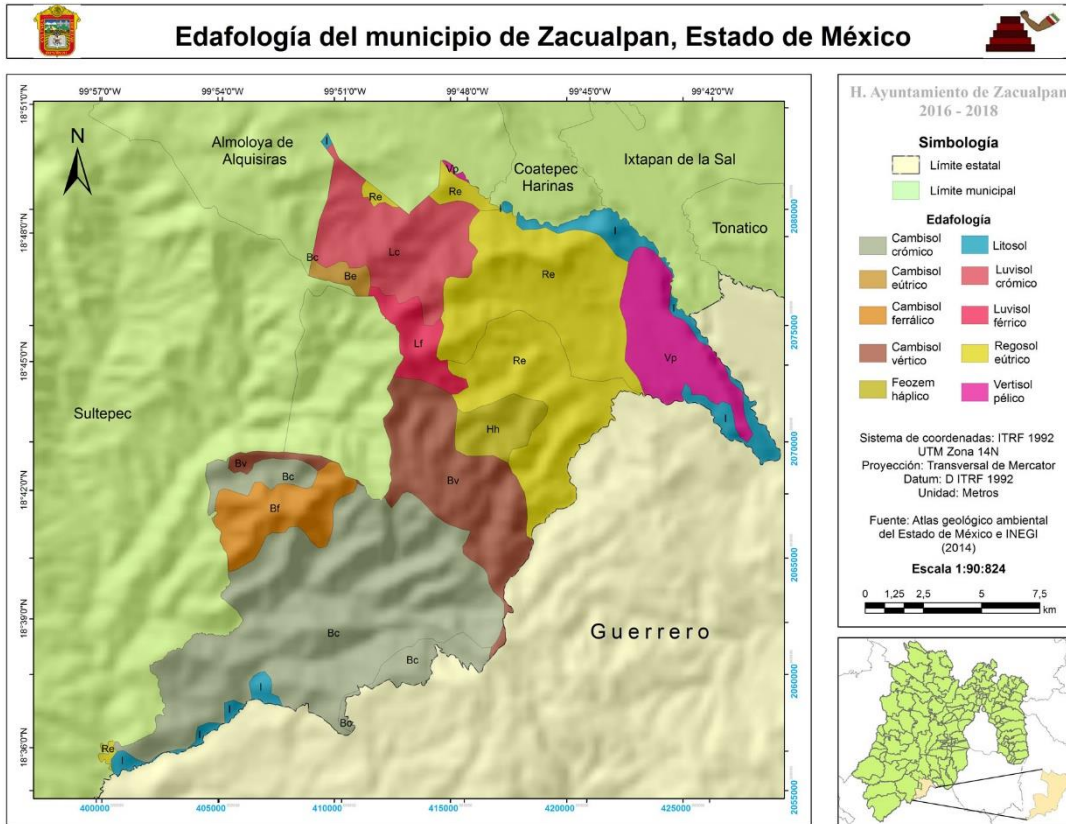 Edafología del municipio de Zacualpan, Estado de México
99°57'0"W
99°54'0"W
99°51'0"W
99°48'0"W
99°45'0"W
99°42'0"W
18°51'0"N
18°48'0"N
18°45'0"N
18°42'0"N
18°39'0"N
18°36'0"N
N
Almoloya de
Alquisiras
Coatepec
Harinas
Ixtapan de la Sal
Tonatico
Sultepec
Guerrero
I
Vp
Re
Re
I
I
Bc
Lc
Be
Re
I
Lf
Re
Vp
Hh
I
Bv
Bc
Bv
Bf
Bc
Bc
I
I
I
Bc
Re
I
2080000
2075000
2070000
2065000
2060000
2055000
400000
405000
410000
415000
420000
425000
H. Ayuntamiento de Zacualpan
2016 - 2018
Simbología
Límite estatal
Límite municipal
Edafología
Cambisol
crómico
Cambisol
eútrico
Cambisol
ferrálico
Cambisol
vértico
Feozem
háplico
Litosol
Luvisol
crómico
Luvisol
férrico
Regosol
eútrico
Vertisol
pélico
Sistema de coordenadas: ITRF 1992
UTM Zona 14N
Proyección: Transversal de Mercator
Datum: D ITRF 1992
Unidad: Metros
Fuente: Atlas geológico ambiental
del Estado de México e INEGI
(2014)
Escala 1:90:824
0 1,25 2,5 5 7,5
km